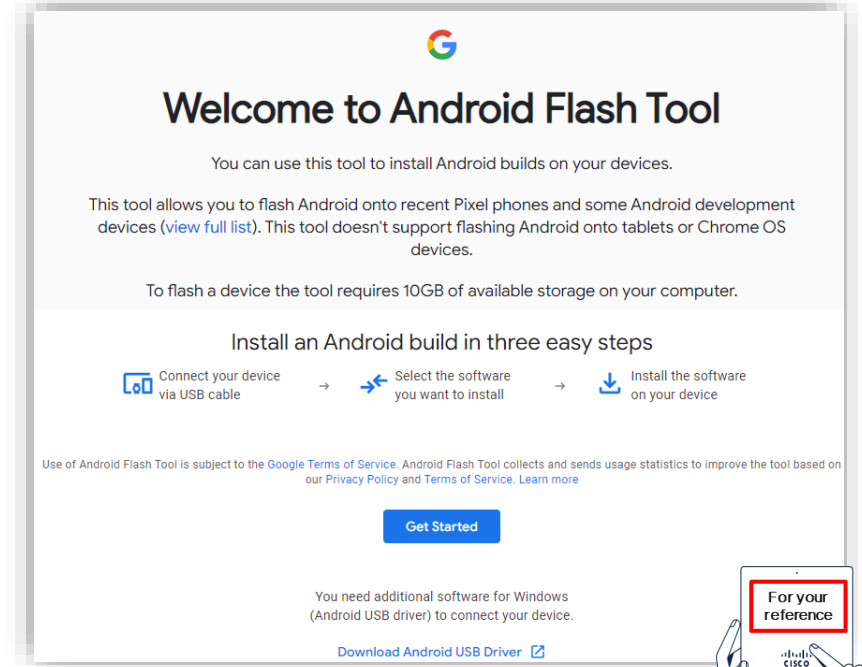 Welcome to Android Flash Tool
You can use this tool to install Android builds on your devices.
This tool allows you to flash Android onto recent Pixel phones and some Android development
devices (view full list). This tool doesn't support flashing Android onto tablets or Chrome OS
devices.
To flash a device the tool requires 10GB of available storage on your computer.
Install an Android build in three easy steps
Connect your device
via USB cable
→
Select the software
you want to install
→
Install the software
on your device
Use of Android Flash Tool is subject to the Google Terms of Service. Android Flash Tool collects and sends usage statistics to improve the tool based on
our Privacy Policy and Terms of Service. Learn more
Get Started
You need additional software for Windows
(Android USB driver) to connect your device.
Download Android USB Driver
For your
reference
CISCO